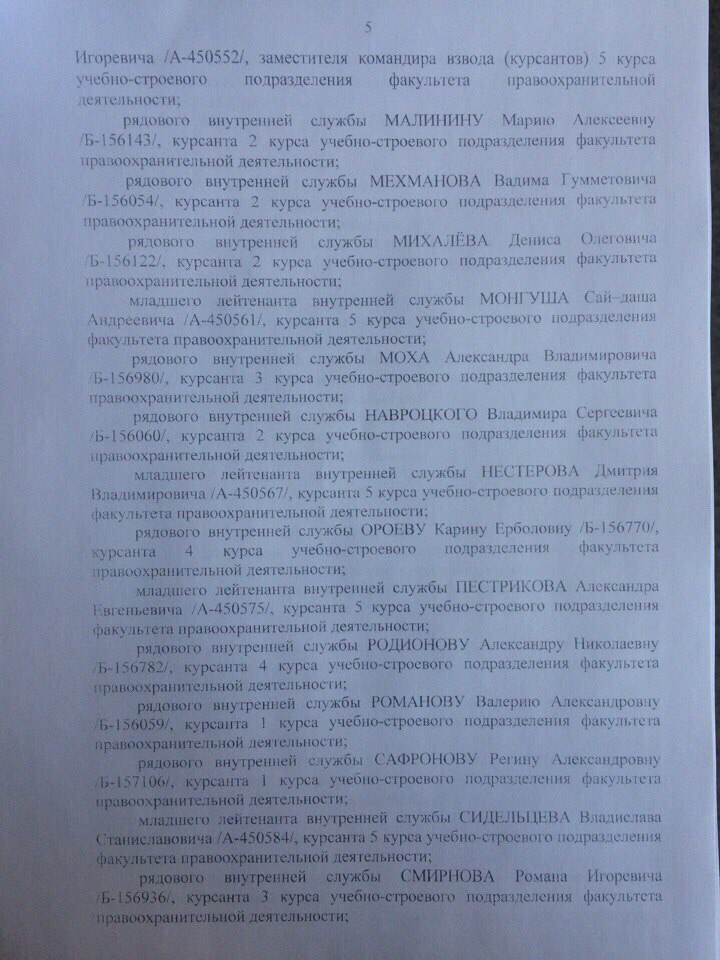 5
Игоревича /А-450552/, заместителя командира взвода (курсантов) 5 курса
учебно-строевого подразделения факультета правоохранительной
деятельности;
рядового внутренней службы МАЛИНИНУ Марию Алексеевну
/Б-156143/, курсанта 2 курса учебно-строевого подразделения факультета
правоохранительной деятельности;
рядового внутренней службы МЕХМАНОВА Вадима Гумметовича
/Б-156054/, курсанта 2 курса учебно-строевого подразделения факультета
правоохранительной деятельности;
рядового внутренней службы МИХАЛЁВА Дениса Олеговича
/Б-156122/, курсанта 2 курса учебно-строевого подразделения факультета
правоохранительной деятельности;
младшего лейтенанта внутренней службы МОНГУША Сай–даша
Андреевича /А-450561/, курсанта 5 курса учебно-строевого подразделения
факультета правоохранительной деятельности;
рядового внутренней службы МОХА Александра Владимировича
/Б-156980/, курсанта 3 курса учебно-строевого подразделения факультета
правоохранительной деятельности;
рядового внутренней службы НАВРОЦКОГО Владимира Сергеевича
/Б-156060/, курсанта 2 курса учебно-строевого подразделения факультета
правоохранительной деятельности;
младшего лейтенанта внутренней службы НЕСТЕРОВА Дмитрия
Владимировича /А-450567/, курсанта 5 курса учебно-строевого подразделения
факультета правоохранительной деятельности;
рядового внутренней службы ОРОЕВУ Карину Ерболовну /Б-156770/,
курсанта 4 курса учебно-строевого подразделения факультета
правоохранительной деятельности;
младшего лейтенанта внутренней службы ПЕСТРИКОВА Александра
Евгеньевича /А-450575/, курсанта 5 курса учебно-строевого подразделения
факультета правоохранительной деятельности;
рядового внутренней службы РОДИОНОВУ Александру Николаевну
/Б-156782/, курсанта 4 курса учебно-строевого подразделения факультета
правоохранительной деятельности;
рядового внутренней службы РОМАНОВУ Валерию Александровну
/Б-156059/, курсанта 1 курса учебно-строевого подразделения факультета
правоохранительной деятельности;
рядового внутренней службы САФРОНОВУ Регину Александровну
/Б-157106/, курсанта 1 курса учебно-строевого подразделения факультета
правоохранительной деятельности;
младшего лейтенанта внутренней службы СИДЕЛЬЦЕВА Владислава
Станиславовича /А-450584/, курсанта 5 курса учебно-строевого подразделения
факультета правоохранительной деятельности;
рядового внутренней службы СМИРНОВА Романа Игоревича
/Б-156936/, курсанта 3 курса учебно-строевого подразделения факультета
правоохранительной деятельности;